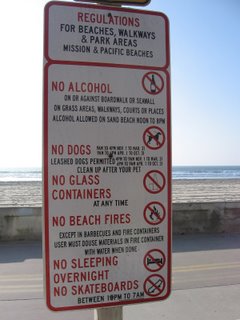 REGULATIONS
FOR BEACHES, WALKWAYS
& PARK AREAS
MISSION & PACIFIC BEACHES
NO ALCOHOL
ON OR AGAINST BOARDWALK OR SEAWALL
ON GRASS AREAS, WALKWAYS, COURTS OR PLACES
ALCOHOL ALLOWED ON SAND BEACH NOON TO 8PM
NO DOGS
LEASHED DOGS PERMITTED
CLEAN UP AFTER YOUR PET
NO GLASS
CONTAINERS
AT ANY TIME
NO BEACH FIRES
EXCEPT IN BARBECUES AND FIRE CONTAINERS
USER MUST DOUSE MATERIALS IN FIRE CONTAINER
WITH WATER WHEN DONE
NO SLEEPING
OVERNIGHT
NO SKATEBOARDS
BETWEEN 10PM TO 7AM